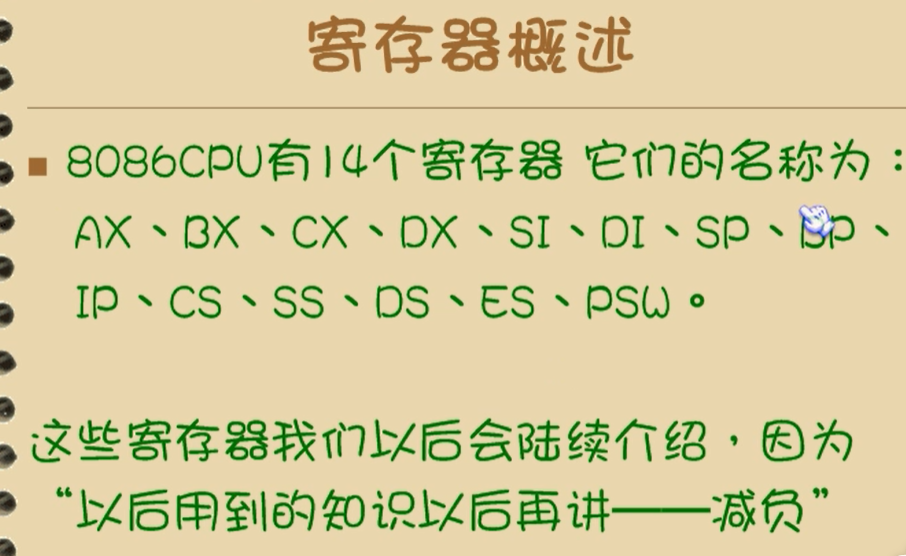 寄存器概述
8086CPU有14个寄存器 它们的名称为：
AX、BX、CX、DX、SI、DI、SP、BP、
IP、CS、SS、DS、ES、PSW。
这些寄存器我们以后会陆续介绍，因为
“以后用到的知识以后再讲——减负”